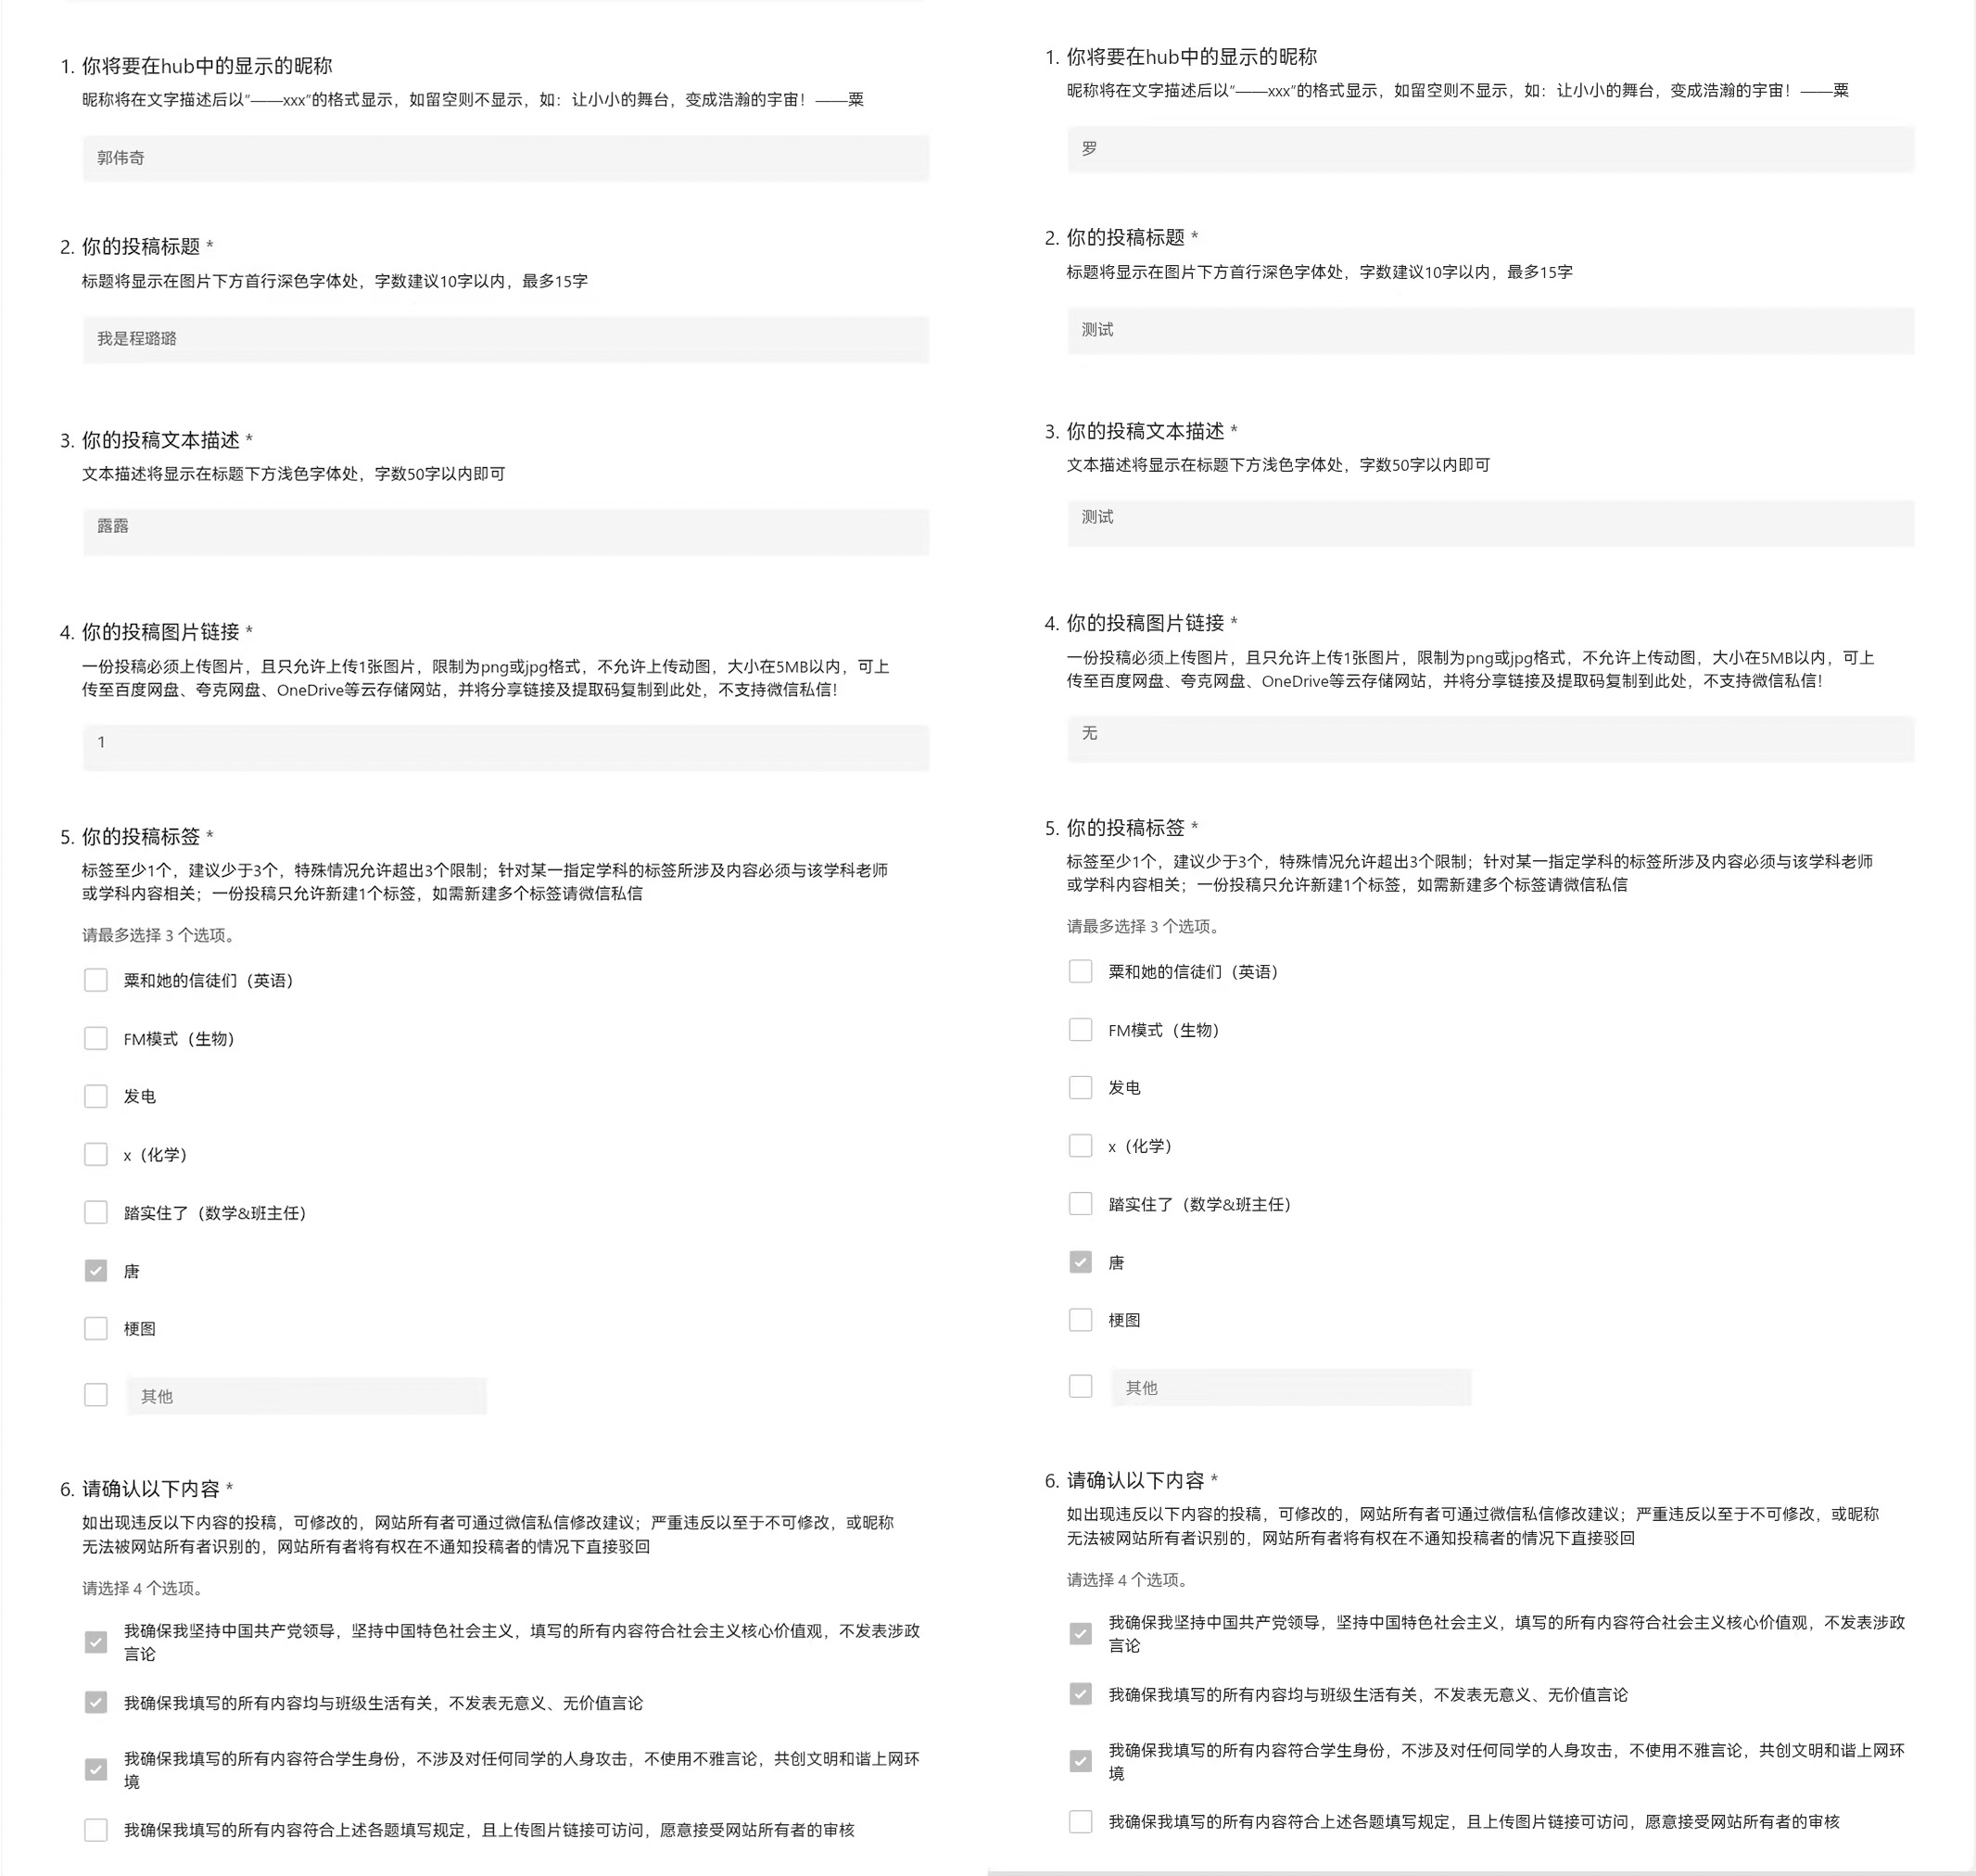 1. 你将要在hub中的显示的昵称
昵称将在文字描述后以“——xxx”的格式显示，如留空则不显示，如：让小小的舞台，变成浩瀚的宇宙！——粟
郭伟奇
2. 你的投稿标题 *
标题将显示在图片下方首行深色字体处，字数建议10字以内，最多15字
我是程璐璐
3. 你的投稿文本描述 *
文本描述将显示在标题下方浅色字体处，字数50字以内即可
露露
4. 你的投稿图片链接 *
一份投稿必须上传图片，且只允许上传1张图片，限制为png或jpg格式，不允许上传动图，大小在5MB以内，可上
传至百度网盘、夸克网盘、OneDrive等云存储网站，并将分享链接及提取码复制到此处，不支持微信私信！
1
5. 你的投稿标签 *
标签至少1个，建议少于3个，特殊情况允许超出3个限制；针对某一指定学科的标签所涉及内容必须与该学科老师
或学科内容相关；一份投稿只允许新建1个标签，如需新建多个标签请微信私信
请最多选择 3 个选项。
粟和她的信徒们（英语）
FM模式（生物）
发电
x（化学）
踏实住了（数学&班主任）
唐
梗图
其他
6. 请确认以下内容 *
如出现违反以下内容的投稿，可修改的，网站所有者可通过微信私信修改建议；严重违反以至于不可修改，或昵称
无法被网站所有者识别的，网站所有者将有权在不通知投稿者的情况下直接驳回
请选择 4 个选项。
我确保我坚持中国共产党领导，坚持中国特色社会主义，填写的所有内容符合社会主义核心价值观，不发表涉政
言论
我确保我填写的所有内容均与班级生活有关，不发表无意义、无价值言论
我确保我填写的所有内容符合学生身份，不涉及对任何同学的人身攻击，不使用不雅言论，共创文明和谐上网环
境
我确保我填写的所有内容符合上述各题填写规定，且上传图片链接可访问，愿意接受网站所有者的审核
1. 你将要在hub中的显示的昵称
昵称将在文字描述后以“——xxx”的格式显示，如留空则不显示，如：让小小的舞台，变成浩瀚的宇宙！——粟
罗
2. 你的投稿标题 *
标题将显示在图片下方首行深色字体处，字数建议10字以内，最多15字
测试
3. 你的投稿文本描述 *
文本描述将显示在标题下方浅色字体处，字数50字以内即可
测试
4. 你的投稿图片链接 *
一份投稿必须上传图片，且只允许上传1张图片，限制为png或jpg格式，不允许上传动图，大小在5MB以内，可上
传至百度网盘、夸克网盘、OneDrive等云存储网站，并将分享链接及提取码复制到此处，不支持微信私信！
无
5. 你的投稿标签 *
标签至少1个，建议少于3个，特殊情况允许超出3个限制；针对某一指定学科的标签所涉及内容必须与该学科老师
或学科内容相关；一份投稿只允许新建1个标签，如需新建多个标签请微信私信
请最多选择 3 个选项。
粟和她的信徒们（英语）
FM模式（生物）
发电
x（化学）
踏实住了（数学&班主任）
唐
梗图
其他
6. 请确认以下内容 *
如出现违反以下内容的投稿，可修改的，网站所有者可通过微信私信修改建议；严重违反以至于不可修改，或昵称
无法被网站所有者识别的，网站所有者将有权在不通知投稿者的情况下直接驳回
请选择 4 个选项。
我确保我坚持中国共产党领导，坚持中国特色社会主义，填写的所有内容符合社会主义核心价值观，不发表涉政
言论
我确保我填写的所有内容均与班级生活有关，不发表无意义、无价值言论
我确保我填写的所有内容符合学生身份，不涉及对任何同学的人身攻击，不使用不雅言论，共创文明和谐上网环
境
我确保我填写的所有内容符合上述各题填写规定，且上传图片链接可访问，愿意接受网站所有者的审核